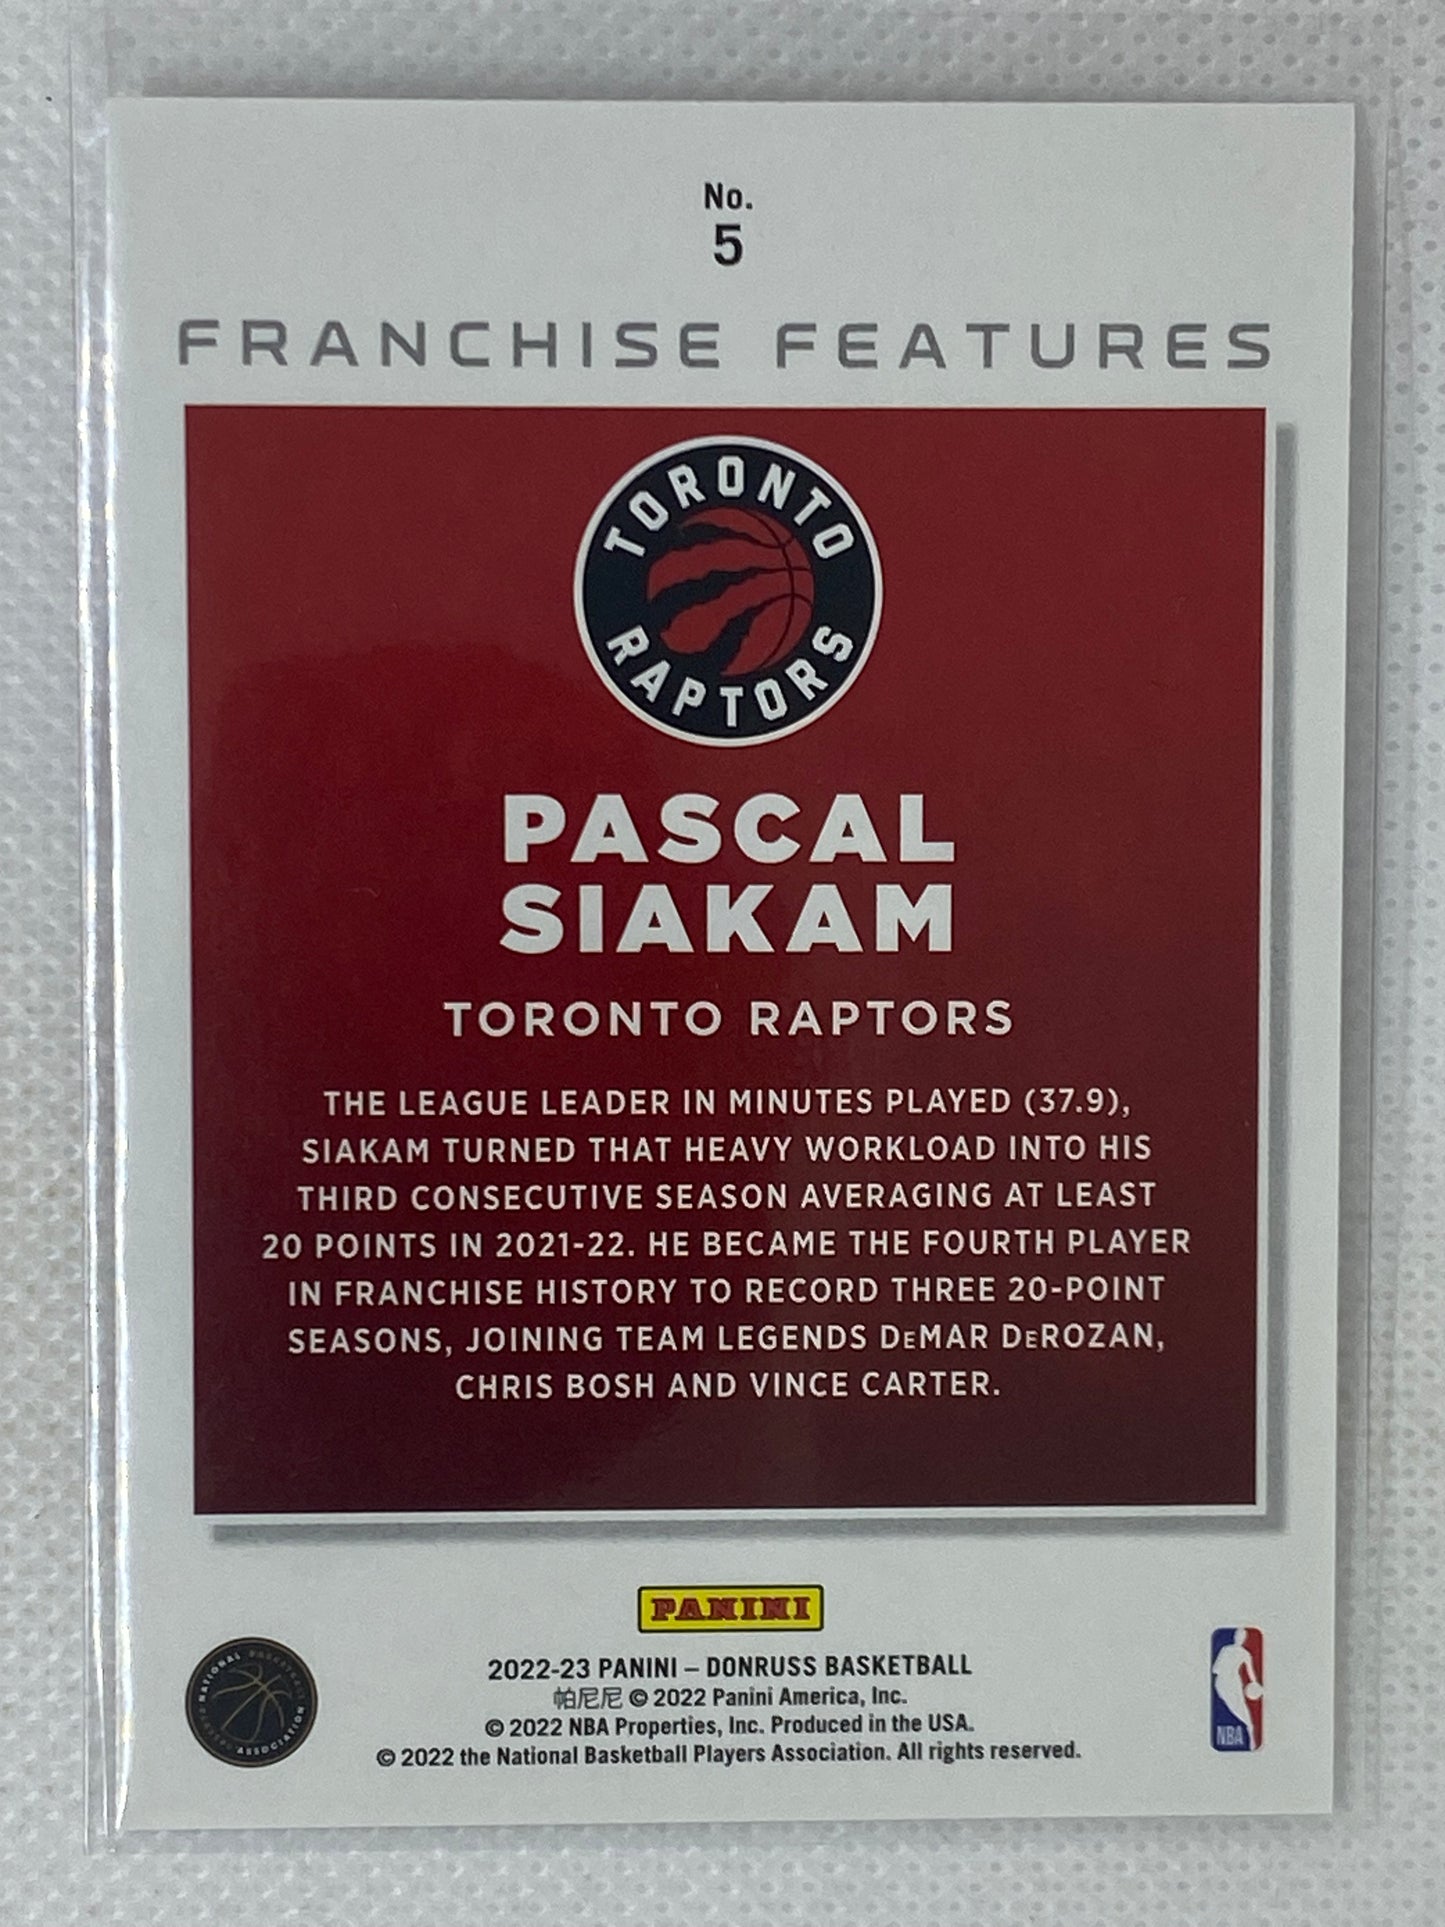 No.
5
FRANCHISE FEATURES
TORONTO
RAPTORS
PASCAL
SIAKAM
TORONTO RAPTORS
THE LEAGUE LEADER IN MINUTES PLAYED (37.9),
SIAKAM TURNED THAT HEAVY WORKLOAD INTO HIS
THIRD CONSECUTIVE SEASON AVERAGING AT LEAST
20 POINTS IN 2021-22. HE BECAME THE FOURTH PLAYER
IN FRANCHISE HISTORY TO RECORD THREE 20-POINT
SEASONS, JOINING TEAM LEGENDS DeMAR DeROZAN,
CHRIS BOSH AND VINCE CARTER.
PANINI
2022-23 PANINI – DONRUSS BASKETBALL
帕尼尼 © 2022 Panini America, Inc.
© 2022 NBA Properties, Inc. Produced in the USA.
© 2022 the National Basketball Players Association. All rights reserved.
NATIONAL BASKETBALL
PLAYERS ASSOCIATION
NBA